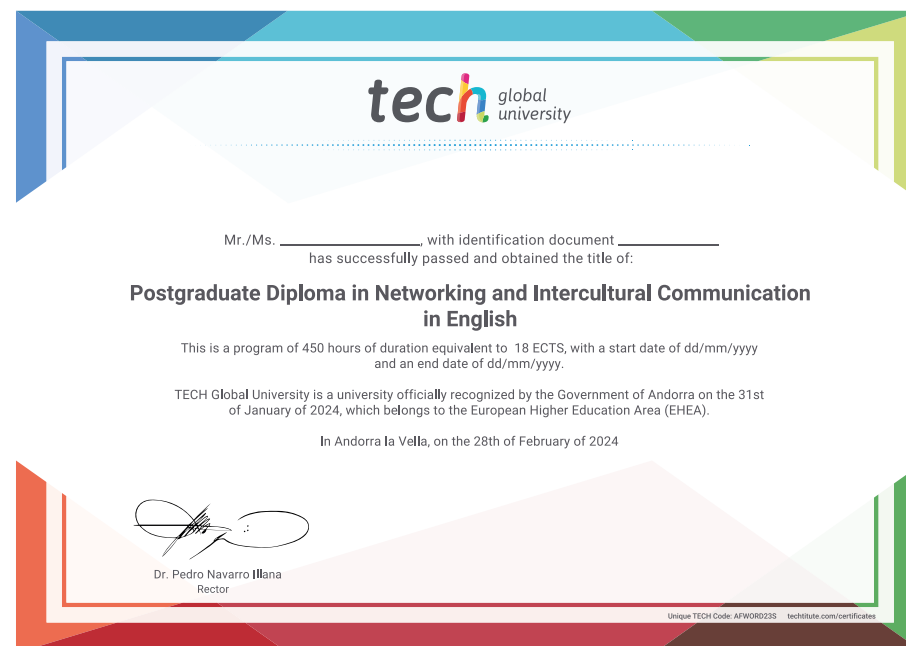 tech global university
Mr./Ms. ____________, with identification document ____________
has successfully passed and obtained the title of:
Postgraduate Diploma in Networking and Intercultural Communication
in English
This is a program of 450 hours of duration equivalent to 18 ECTS, with a start date of dd/mm/yyyy
and an end date of dd/mm/yyyy.
TECH Global University is a university officially recognized by the Government of Andorra on the 31st
of January of 2024, which belongs to the European Higher Education Area (EHEA).
In Andorra la Vella, on the 28th of February of 2024
Dr. Pedro Navarro Illana
Rector
Unique TECH Code: AFWORD23S techtitute.com/certificates